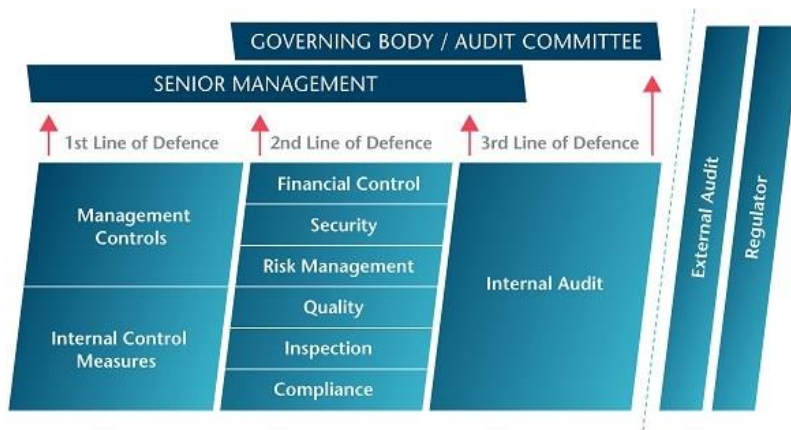 GOVERNING BODY / AUDIT COMMITTEE
SENIOR MANAGEMENT
1st Line of Defence
2nd Line of Defence
3rd Line of Defence
Management
Controls
Internal Control
Measures
Financial Control
Security
Risk Management
Quality
Inspection
Compliance
Internal Audit
External Audit
Regulator